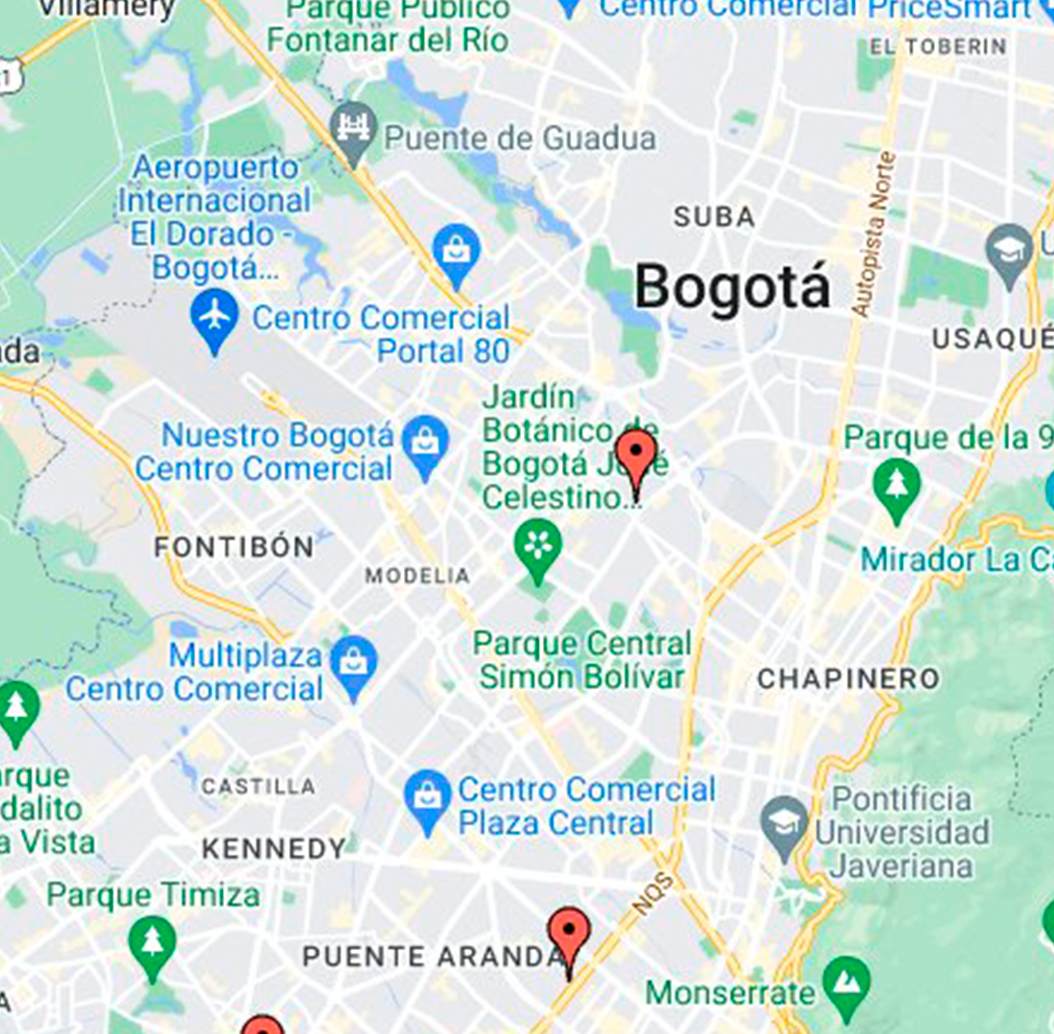 Villamery
Parque Público
Fontanar del Río
Centro Comercial PriceSmart
EL TOBERIN
1
Puente de Guadua
Aeropuerto
Internacional
El Dorado -
Bogotá...
SUBA
Autopista Norte
U
Bogotá
Centro Comercial
Portal 80
USAQUÉ
da
Jardín
Botánico de
Bogotá José
Celestino...
Nuestro Bogotá
Centro Comercial
Parque de la 9
FONTIBÓN
MODELIA
Mirador La Ca
Parque Central
Simón Bolívar
Multiplaza
Centro Comercial
CHAPINERO
arque
dalito
a Vista
CASTILLA
Centro Comercial
Plaza Central
Pontificia
Universidad
Javeriana
KENNEDY
Parque Timiza
NQS
PUENTE ARANDA
Monserrate
A